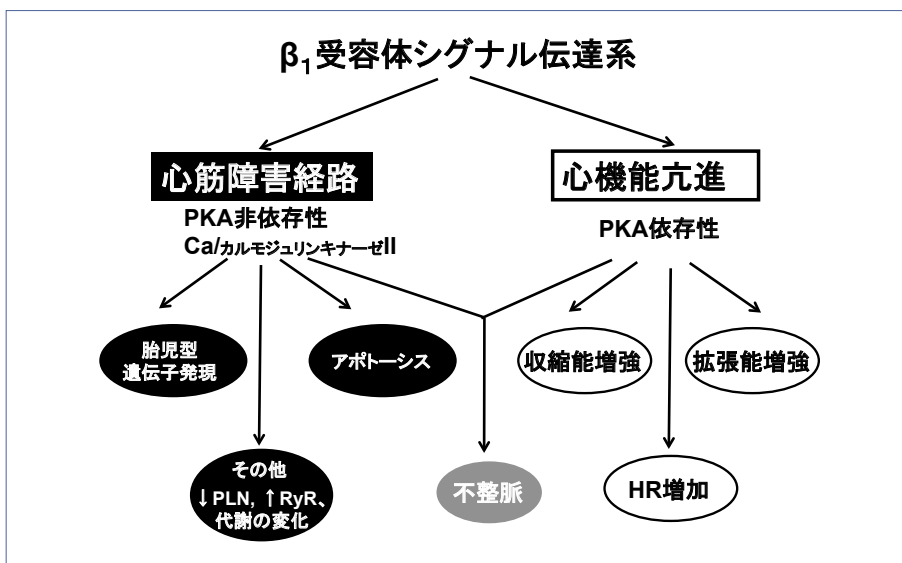 β₁受容体シグナル伝達系
心筋障害経路
PKA非依存性
Ca/カルモジュリンキナーゼII
心機能亢進
PKA依存性
胎児型
遺伝子発現
アポトーシス
収縮能増強
拡張能増強
その他
↓PLN, ↑RyR、
代謝の変化
不整脈
HR増加